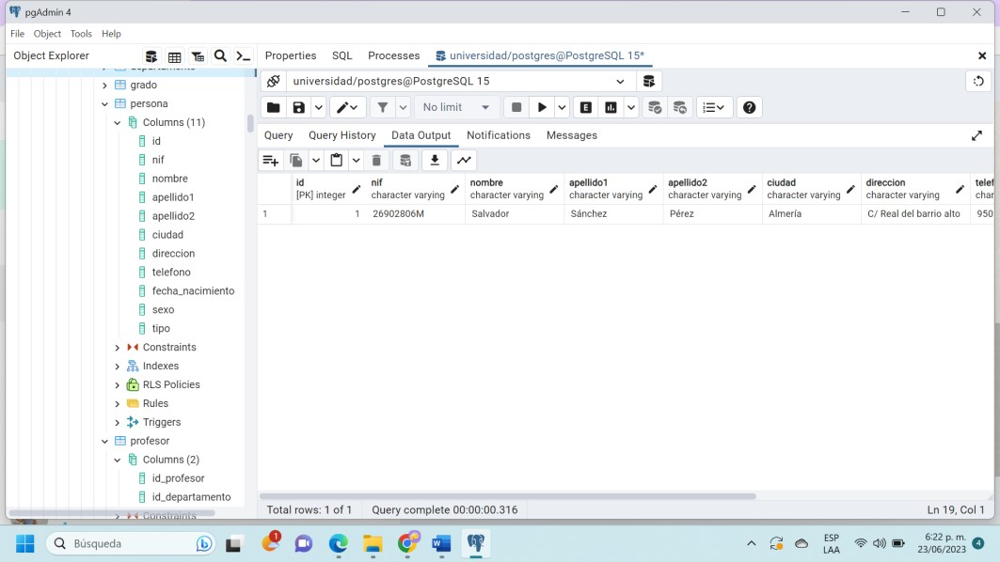 pgAdmin 4
File Object Tools Help
Object Explorer
Properties SQL Processes universidad/postgres@PostgreSQL 15*
universidad/postgres@PostgreSQL 15
No limit
E
Query Query History Data Output Notifications Messages
departamento
grado
persona
Columns (11)
id
nif
nombre
apellido1
apellido2
ciudad
direccion
telefono
fecha_nacimiento
sexo
tipo
Constraints
Indexes
RLS Policies
Rules
Triggers
profesor
Columns (2)
id_profesor
id_departamento
Constraints
id nif nombre apellido1 apellido2 ciudad direccion telef
[PK] integer character varying character varying character varying character varying character varying character varying char
1 1 26902806M Salvador Sánchez Pérez Almería C/ Real del barrio alto 950
Total rows: 1 of 1 Query complete 00:00:00.316 Ln 19, Col 1
Búsqueda
1
ESP
LAA
6:22 p. m.
23/06/2023
4